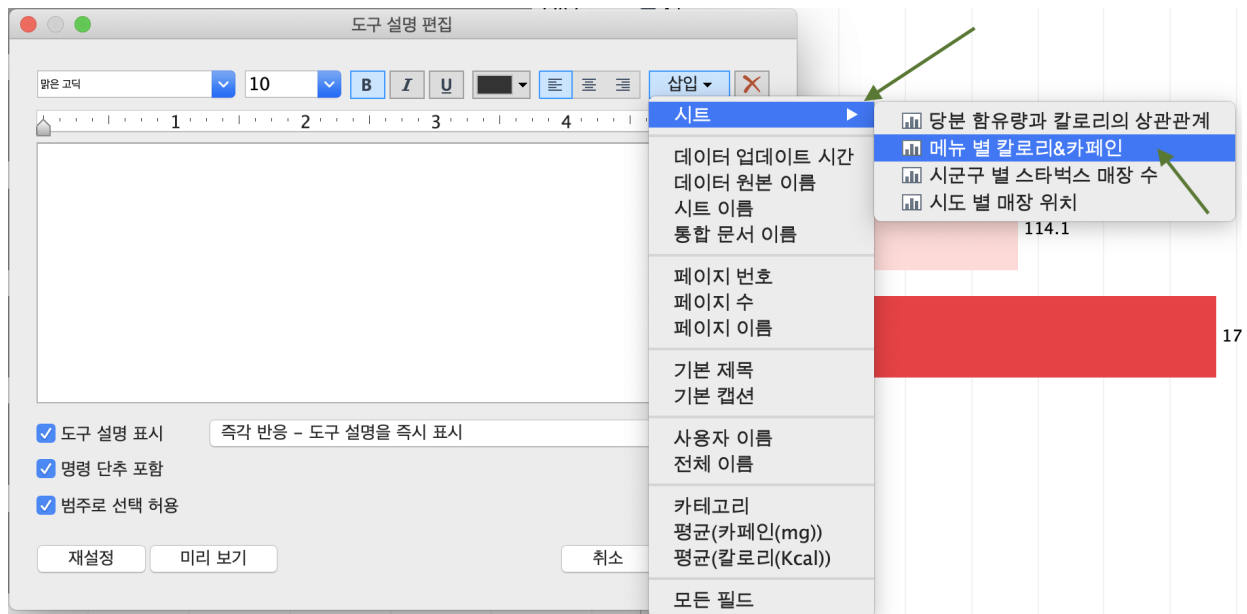 도구 설명 편집
맑은 고딕
10
B
I
U
삽입
1
2
3
4
시트
데이터 업데이트 시간
데이터 원본 이름
시트 이름
통합 문서 이름
페이지 번호
페이지 수
페이지 이름
기본 제목
기본 캡션
사용자 이름
전체 이름
카테고리
평균(카페인(mg))
평균(칼로리(Kcal))
모든 필드
당분 함유량과 칼로리의 상관관계
메뉴 별 칼로리&카페인
시군구 별 스타벅스 매장 수
시도 별 매장 위치
114.1
17
도구 설명 표시
즉각 반응 – 도구 설명을 즉시 표시
명령 단추 포함
범주로 선택 허용
재설정
미리 보기
취소